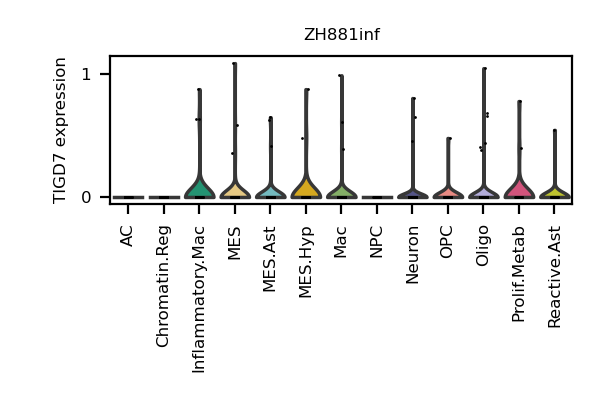 ZH881inf
TIGD7 expression
1
0
AC
Chromatin.Reg
Inflammatory.Mac
MES
MES.Ast
MES.Hyp
Mac
NPC
Neuron
OPC
Oligo
Prolif.Metab
Reactive.Ast